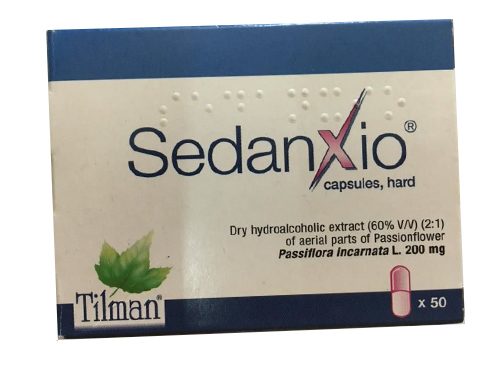 SedanXio®
capsules, hard
Dry hydroalcoholic extract (60% V/V) (2:1)
of aerial parts of Passionflower
Passiflora incarnata L. 200 mg
Tilman®
x 50